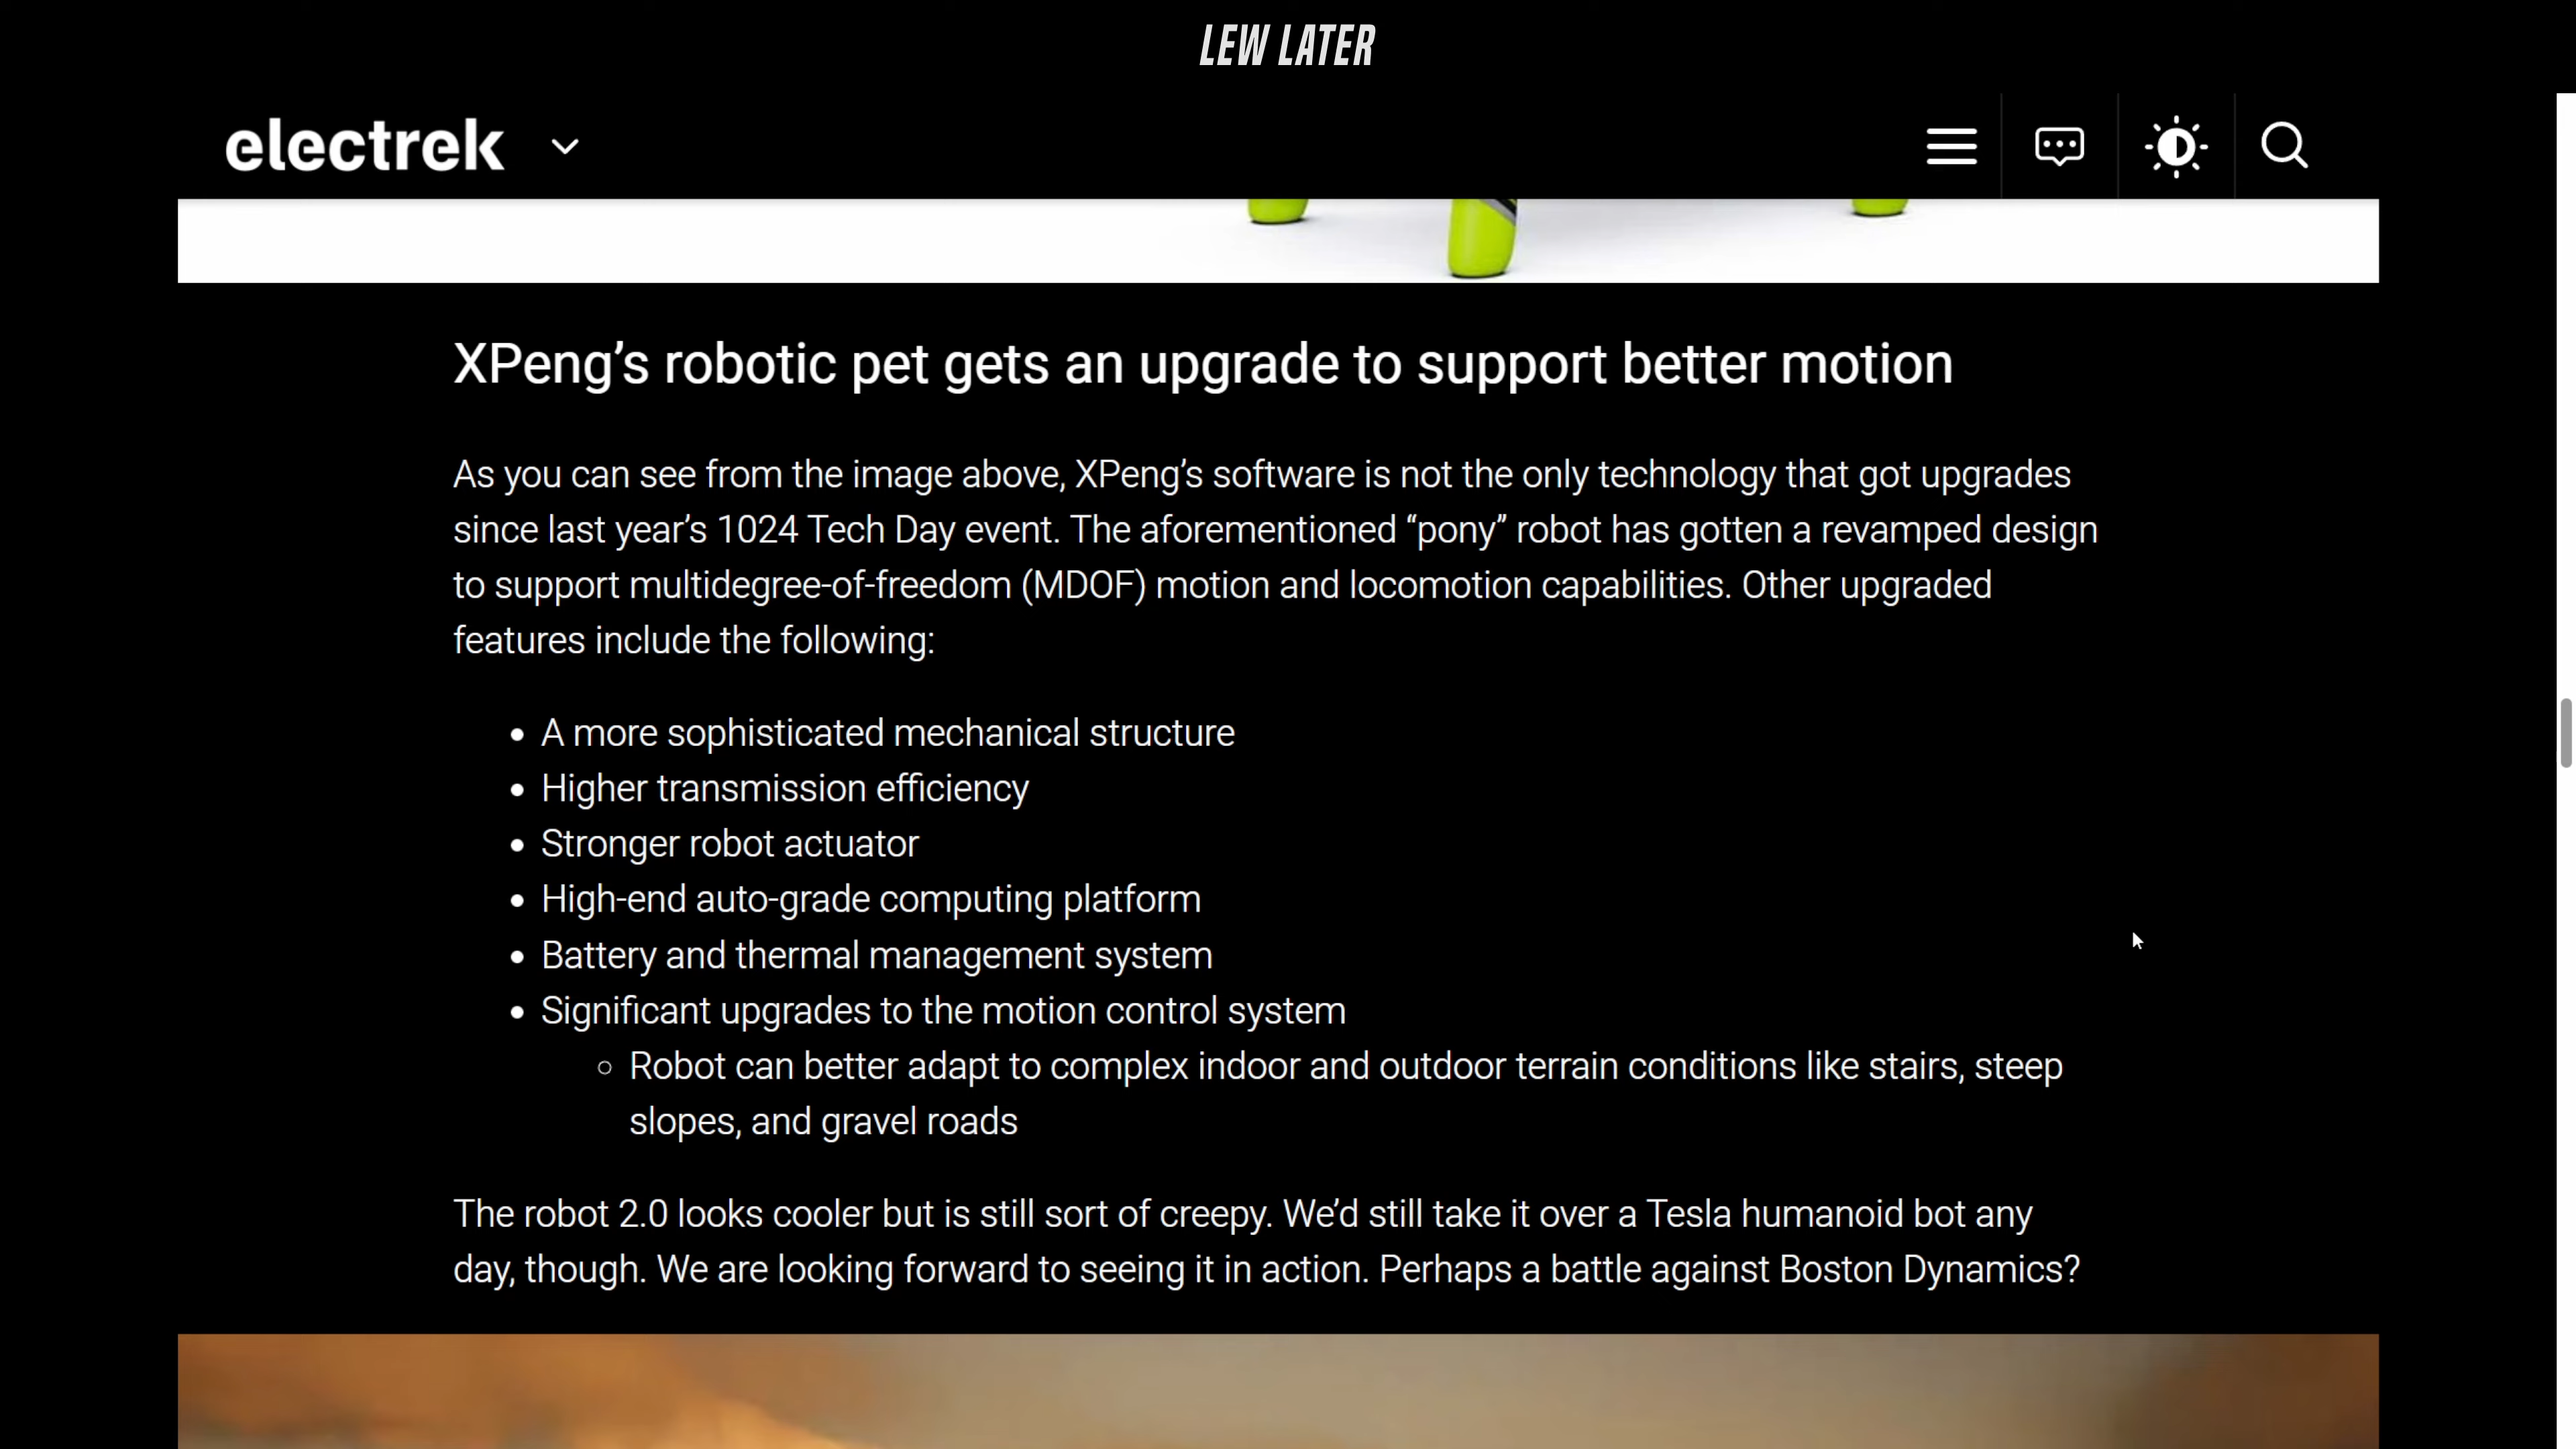 LEW LATER
electrek
XPeng’s robotic pet gets an upgrade to support better motion
As you can see from the image above, XPeng’s software is not the only technology that got upgrades
since last year’s 1024 Tech Day event. The aforementioned “pony” robot has gotten a revamped design
to support multidegree-of-freedom (MDOF) motion and locomotion capabilities. Other upgraded
features include the following:
• A more sophisticated mechanical structure
• Higher transmission efficiency
• Stronger robot actuator
• High-end auto-grade computing platform
• Battery and thermal management system
• Significant upgrades to the motion control system
◦ Robot can better adapt to complex indoor and outdoor terrain conditions like stairs, steep
slopes, and gravel roads
The robot 2.0 looks cooler but is still sort of creepy. We’d still take it over a Tesla humanoid bot any
day, though. We are looking forward to seeing it in action. Perhaps a battle against Boston Dynamics?